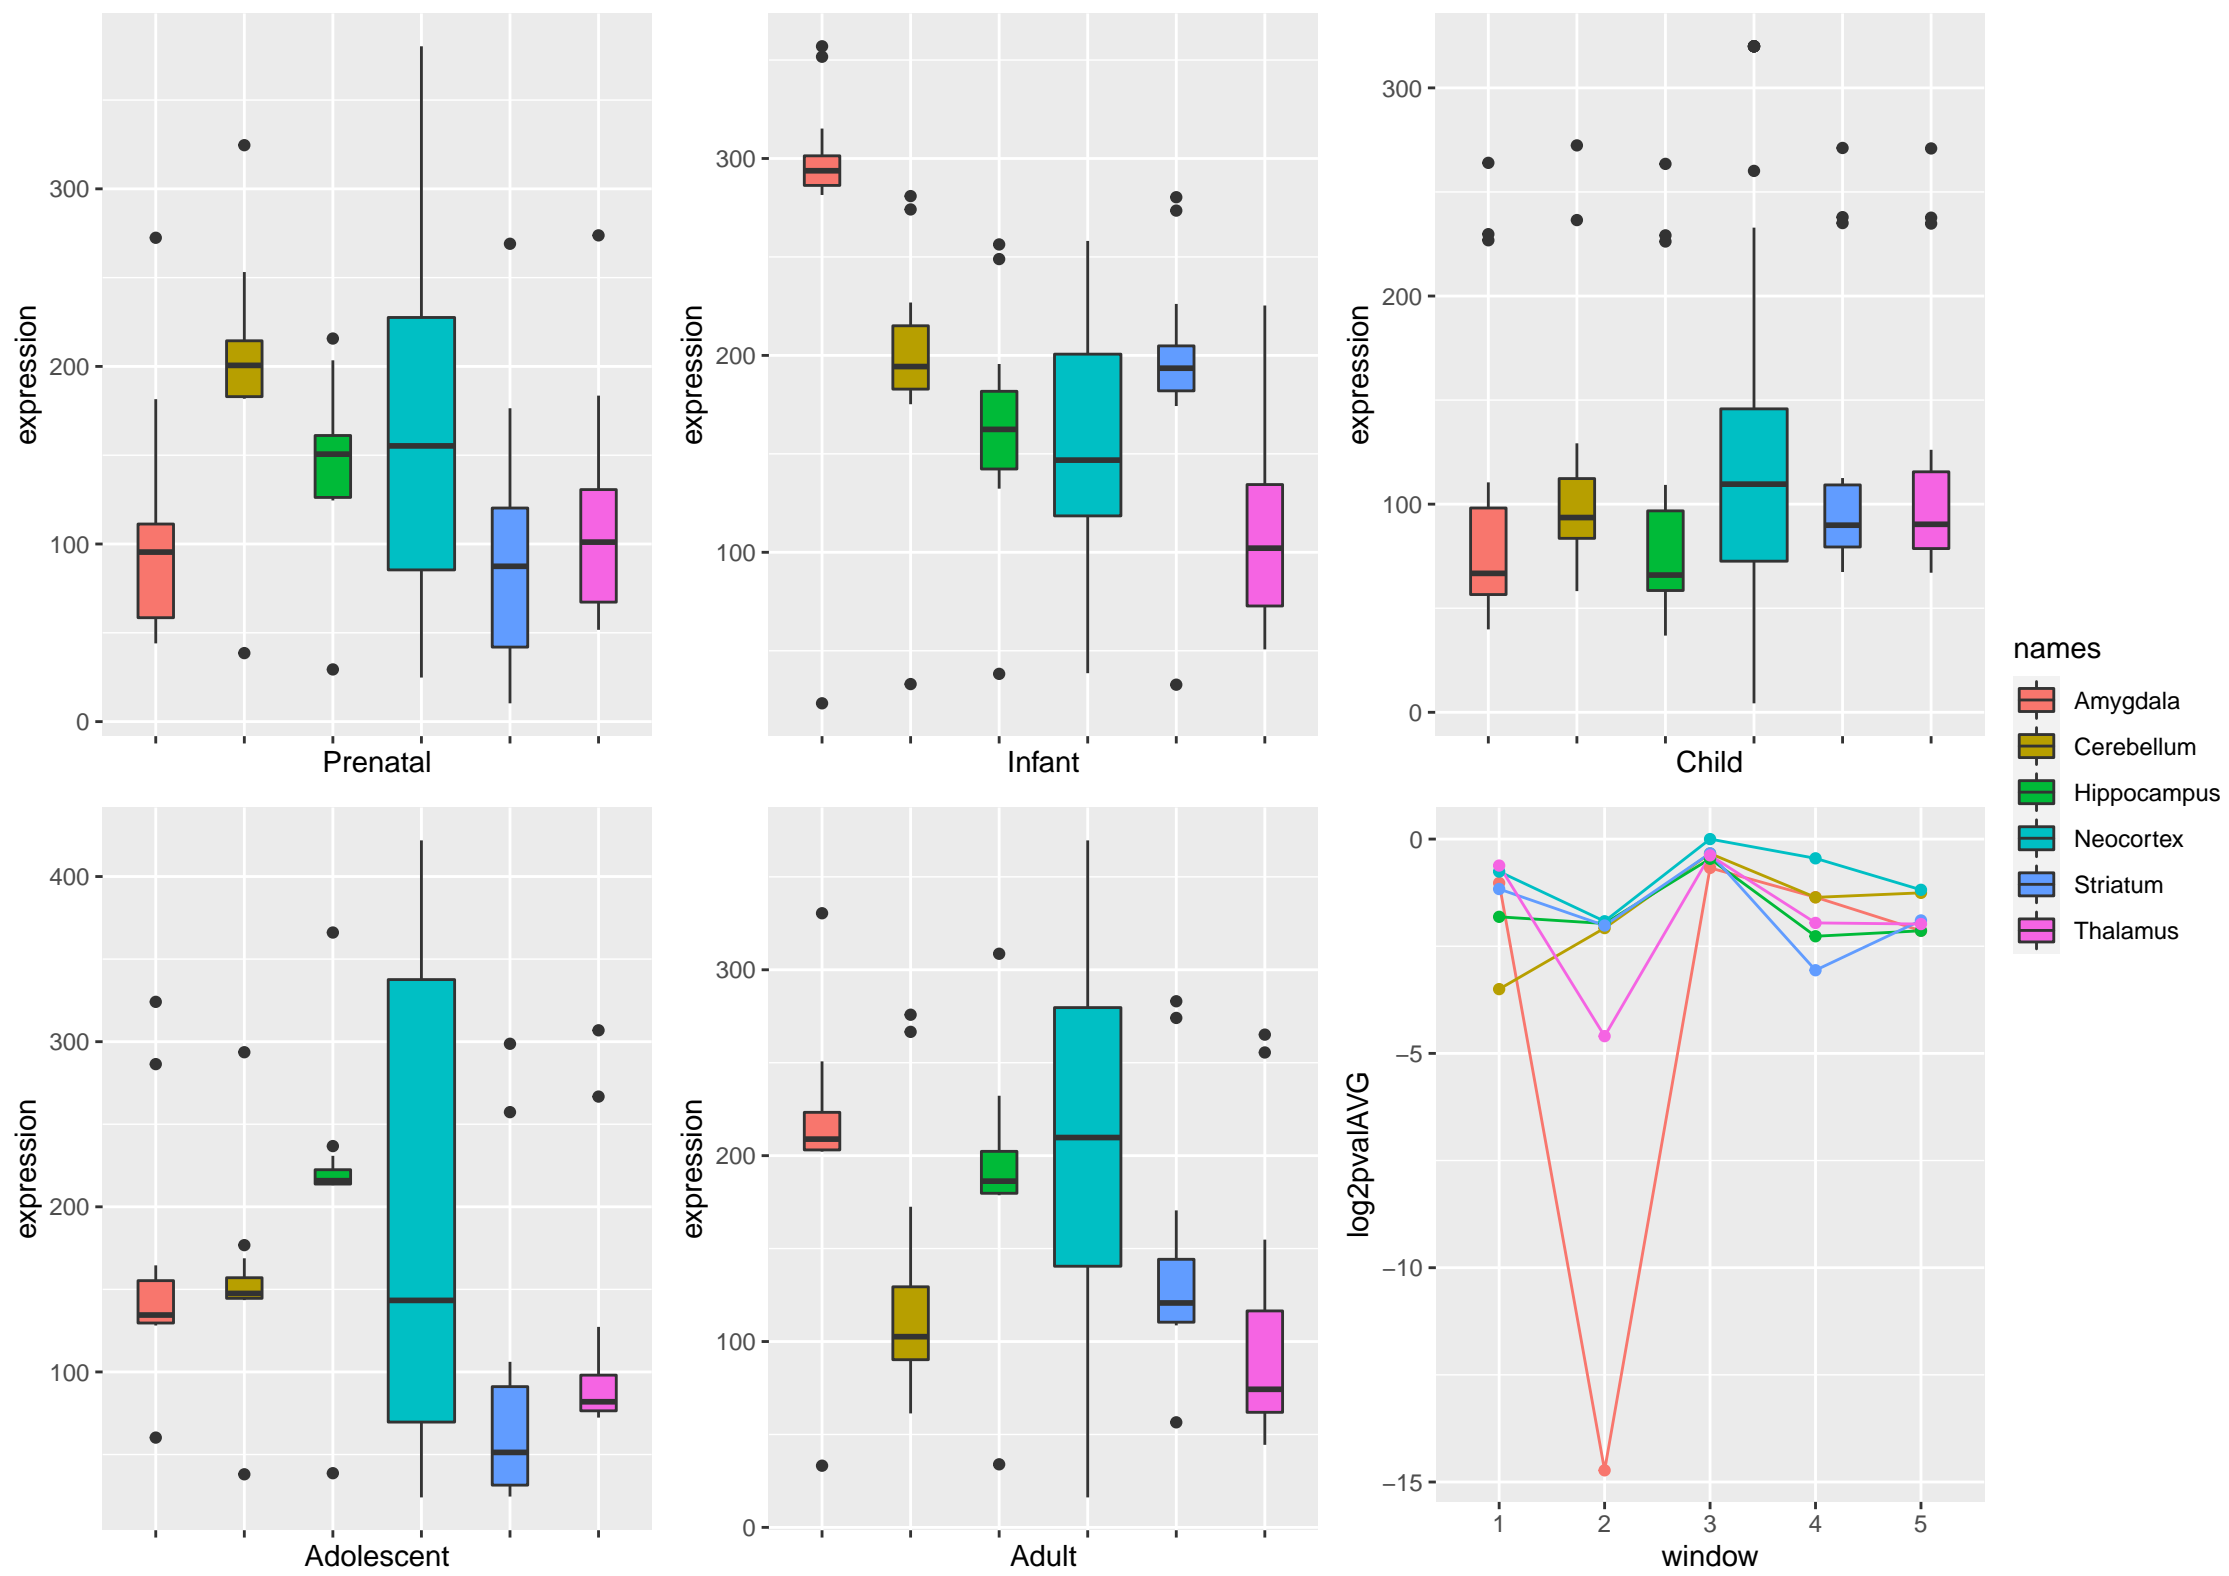 expression
300
200
100
0
Prenatal
expression
300
200
100
Infant
expression
300
200
100
0
Child
expression
400
300
200
100
Adolescent
expression
300
200
100
0
Adult
log2pvalAVG
0
−5
−10
−15
1 2 3 4 5
window
names
Amygdala
Cerebellum
Hippocampus
Neocortex
Striatum
Thalamus